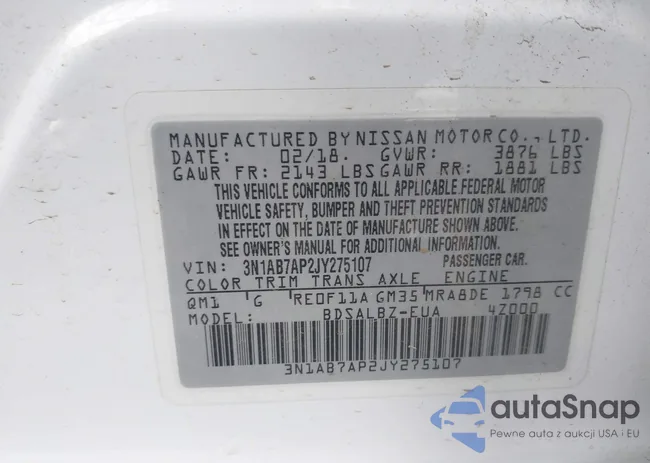 MANUFACTURED BY NISSAN MOTOR CO., LTD.
DATE: 02/18. GVWR: 3876 LBS
GAWR FR: 2143 LBS GAWR RR: 1881 LBS
THIS VEHICLE CONFORMS TO ALL APPLICABLE FEDERAL MOTOR
VEHICLE SAFETY, BUMPER AND THEFT PREVENTION STANDARDS
IN EFFECT ON THE DATE OF MANUFACTURE SHOWN ABOVE.
SEE OWNER'S MANUAL FOR ADDITIONAL INFORMATION.
VIN: 3N1AB7AP2JY275107 PASSENGER CAR.
COLOR TRIM TRANS AXLE ENGINE
QM1 G RE0F11A GM35 MRA8DE 1798 CC
MODEL: BDSALBZ-EUA 4Z000
3N1AB7AP2JY275107
autaSnap
Pewne auta z aukcji USA i EU